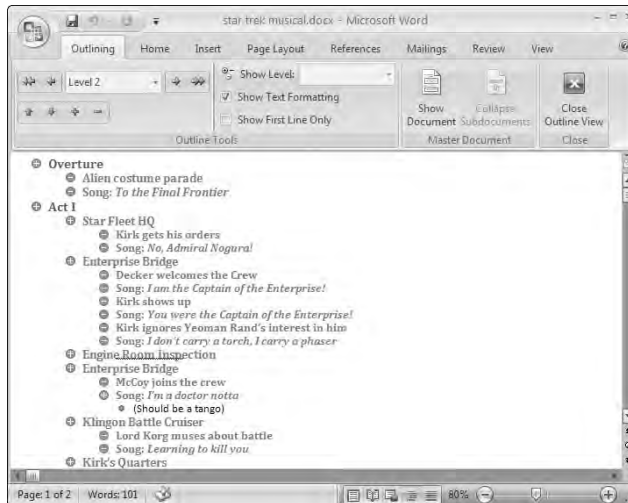 star trek musical.docx - Microsoft Word
Outlining Home Insert Page Layout References Mailings Review View
Level 2
Show Level:
Show Text Formatting
Show First Line Only
Outline Tools
Show Document
Collapse Subdocuments
Master Document
Close Outline View
Close
Overture
Alien costume parade
Song: To the Final Frontier
Act I
Star Fleet HQ
Kirk gets his orders
Song: No, Admiral Nogura!
Enterprise Bridge
Decker welcomes the Crew
Song: I am the Captain of the Enterprise!
Kirk shows up
Song: You were the Captain of the Enterprise!
Kirk ignores Yeoman Rand's interest in him
Song: I don't carry a torch, I carry a phaser
Engine Room Inspection
Enterprise Bridge
McCoy joins the crew
Song: I'm a doctor notta
(Should be a tango)
Klingon Battle Cruiser
Lord Korg muses about battle
Song: Learning to kill you
Kirk's Quarters
Page: 1 of 2 Words: 101 80%